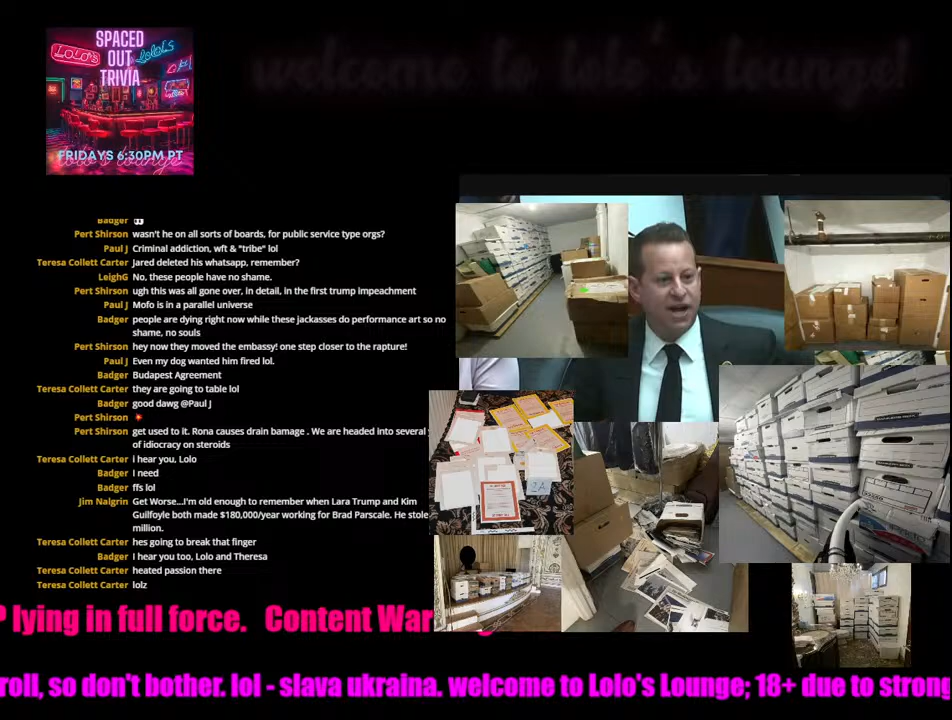 SPACED
OUT
TRIVIA
LOLO'S
LOLO'S
FRIDAYS 6:30PM PT
lolo's lounge
welcome to lolo's lounge!
Badger
Pert Shirson wasn't he on all sorts of boards, for public service type orgs?
Paul J Criminal addiction, wft & "tribe" lol
Teresa Collett Carter Jared deleted his whatsapp, remember?
LeighG No, these people have no shame.
Pert Shirson ugh this was all gone over, in detail, in the first trump impeachment
Paul J Mofo is in a parallel universe
Badger people are dying right now while these jackasses do performance art so no
shame, no souls
Pert Shirson hey now they moved the embassy! one step closer to the rapture!
Paul J Even my dog wanted him fired lol.
Badger Budapest Agreement
Teresa Collett Carter they are going to table lol
Badger good dawg @Paul J
Pert Shirson 💥
Pert Shirson get used to it. Rona causes drain bamage . We are headed into several
of idiocracy on steroids
Teresa Collett Carter i hear you, Lolo
Badger I need
Badger ffs lol
Jim Nalgrin Get Worse...I'm old enough to remember when Lara Trump and Kim
Guilfoyle both made $180,000/year working for Brad Parscale. He stole
million.
Teresa Collett Carter hes going to break that finger
Badger I hear you too, Lolo and Theresa
Teresa Collett Carter heated passion there
Teresa Collett Carter lolz
2A
P lying in full force. Content War
roll, so don't bother. lol - slava ukraina. welcome to Lolo's Lounge; 18+ due to strong